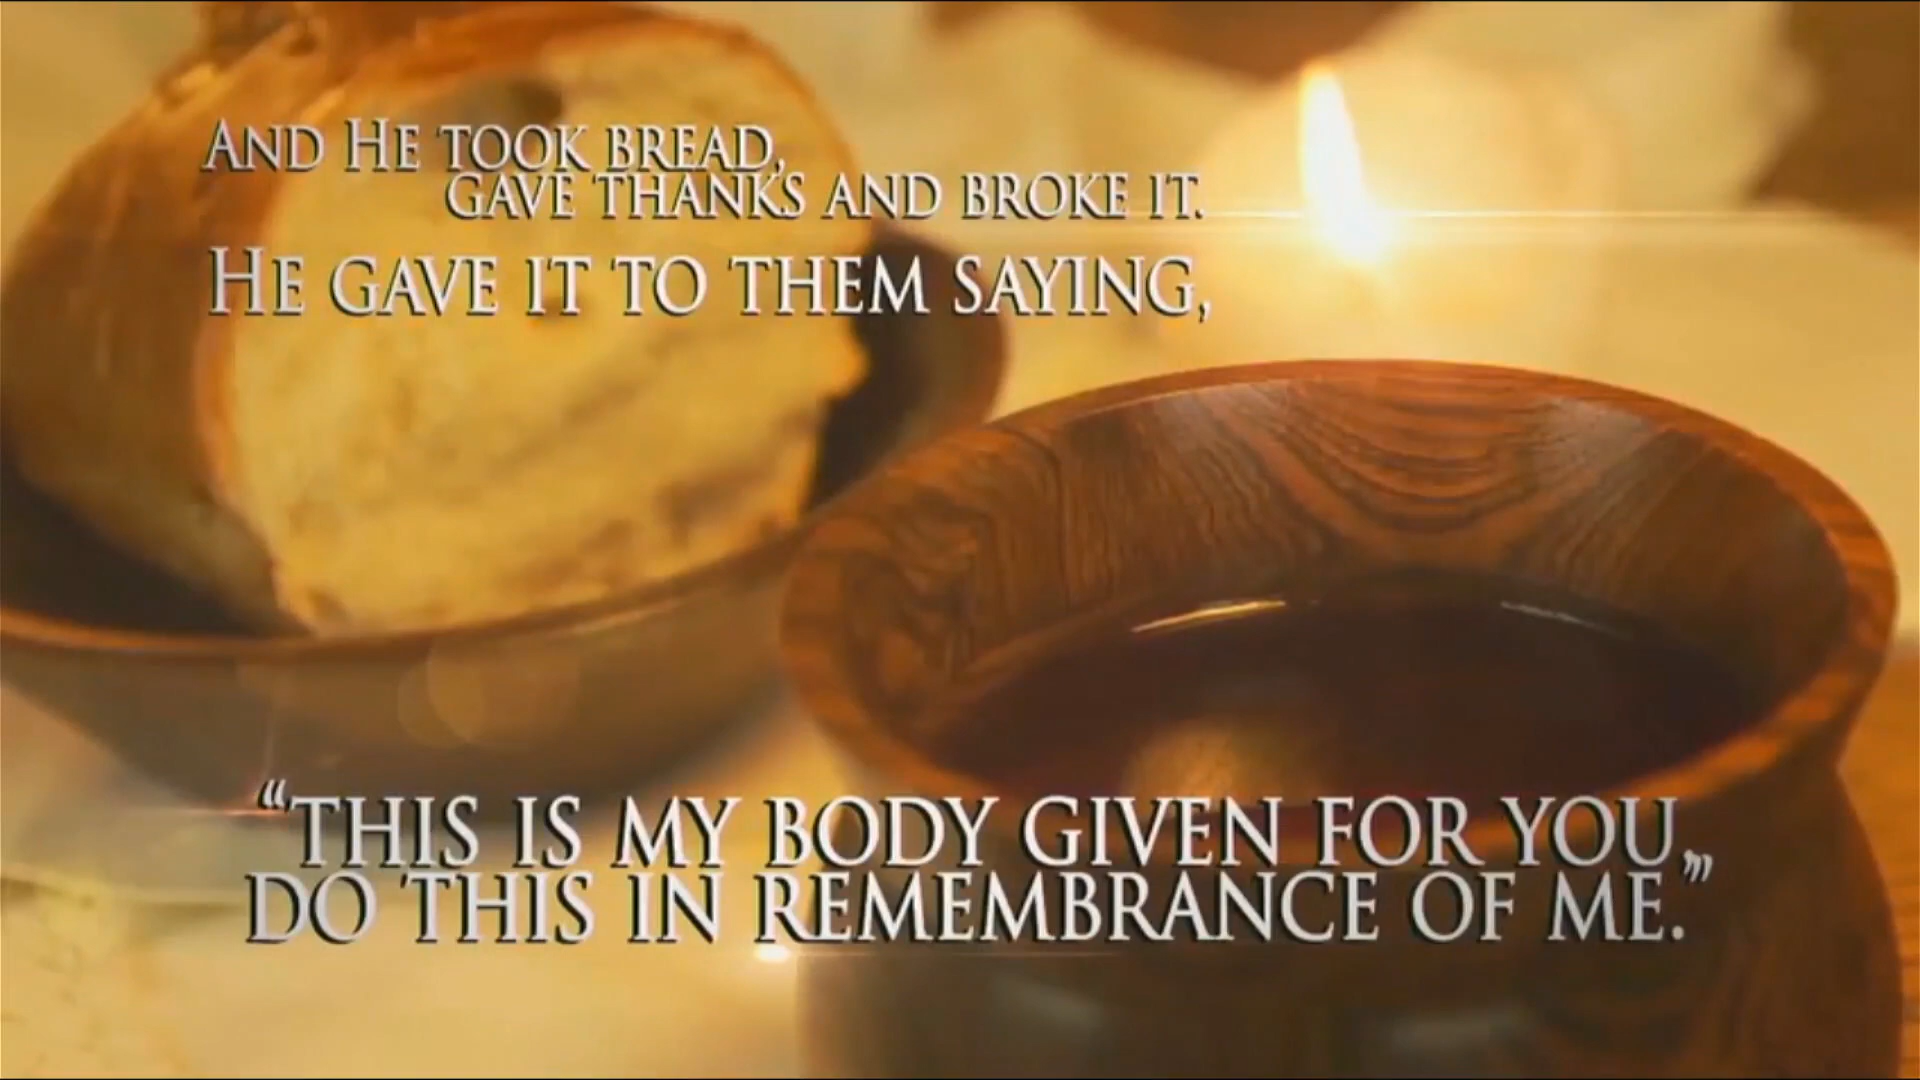 AND HE TOOK BREAD,
GAVE THANKS AND BROKE IT.
HE GAVE IT TO THEM SAYING,
“THIS IS MY BODY GIVEN FOR YOU,
DO THIS IN REMEMBRANCE OF ME.”